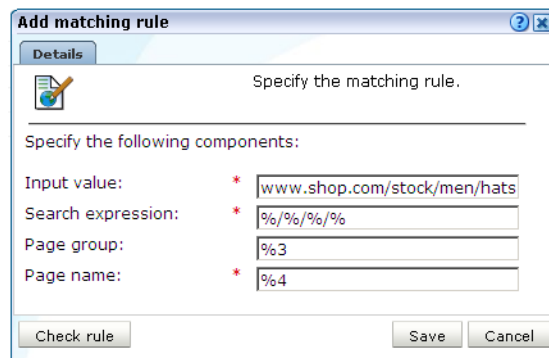 Add matching rule
Details
Specify the matching rule.
Specify the following components:
Input value: * www.shop.com/stock/men/hats
Search expression: * %/%/%/%
Page group: %3
Page name: * %4
Check rule Save Cancel